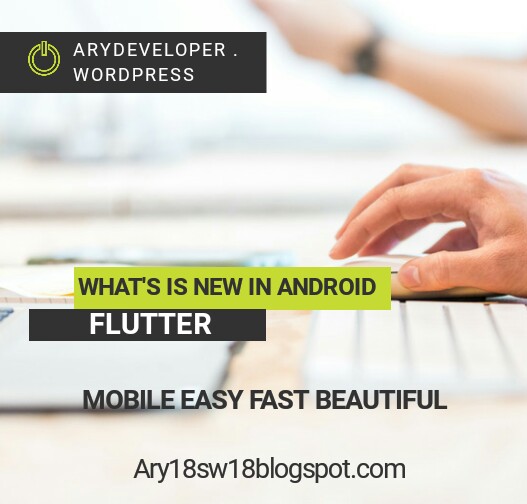 ARYDEVELOPER .
WORDPRESS
WHAT'S IS NEW IN ANDROID
FLUTTER
MOBILE EASY FAST BEAUTIFUL
Ary18sw18blogspot.com